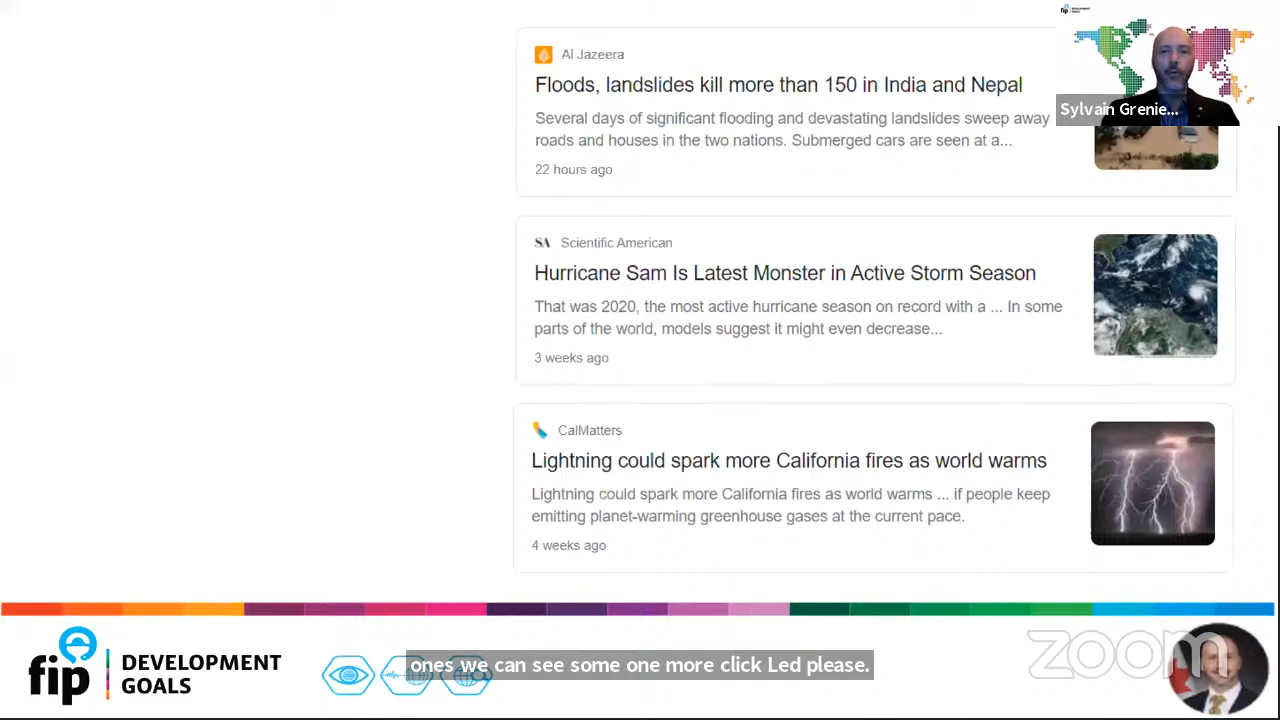 Al Jazeera
Floods, landslides kill more than 150 in India and Nepal
Several days of significant flooding and devastating landslides sweep away
roads and houses in the two nations. Submerged cars are seen at a...
22 hours ago
fip
Sylvain Grenie...
SA Scientific American
Hurricane Sam Is Latest Monster in Active Storm Season
That was 2020, the most active hurricane season on record with a ... In some
parts of the world, models suggest it might even decrease...
3 weeks ago
CalMatters
Lightning could spark more California fires as world warms
Lightning could spark more California fires as world warms ... if people keep
emitting planet-warming greenhouse gases at the current pace.
4 weeks ago
fip DEVELOPMENT
GOALS
ones we can see some one more click Led please.
zoom